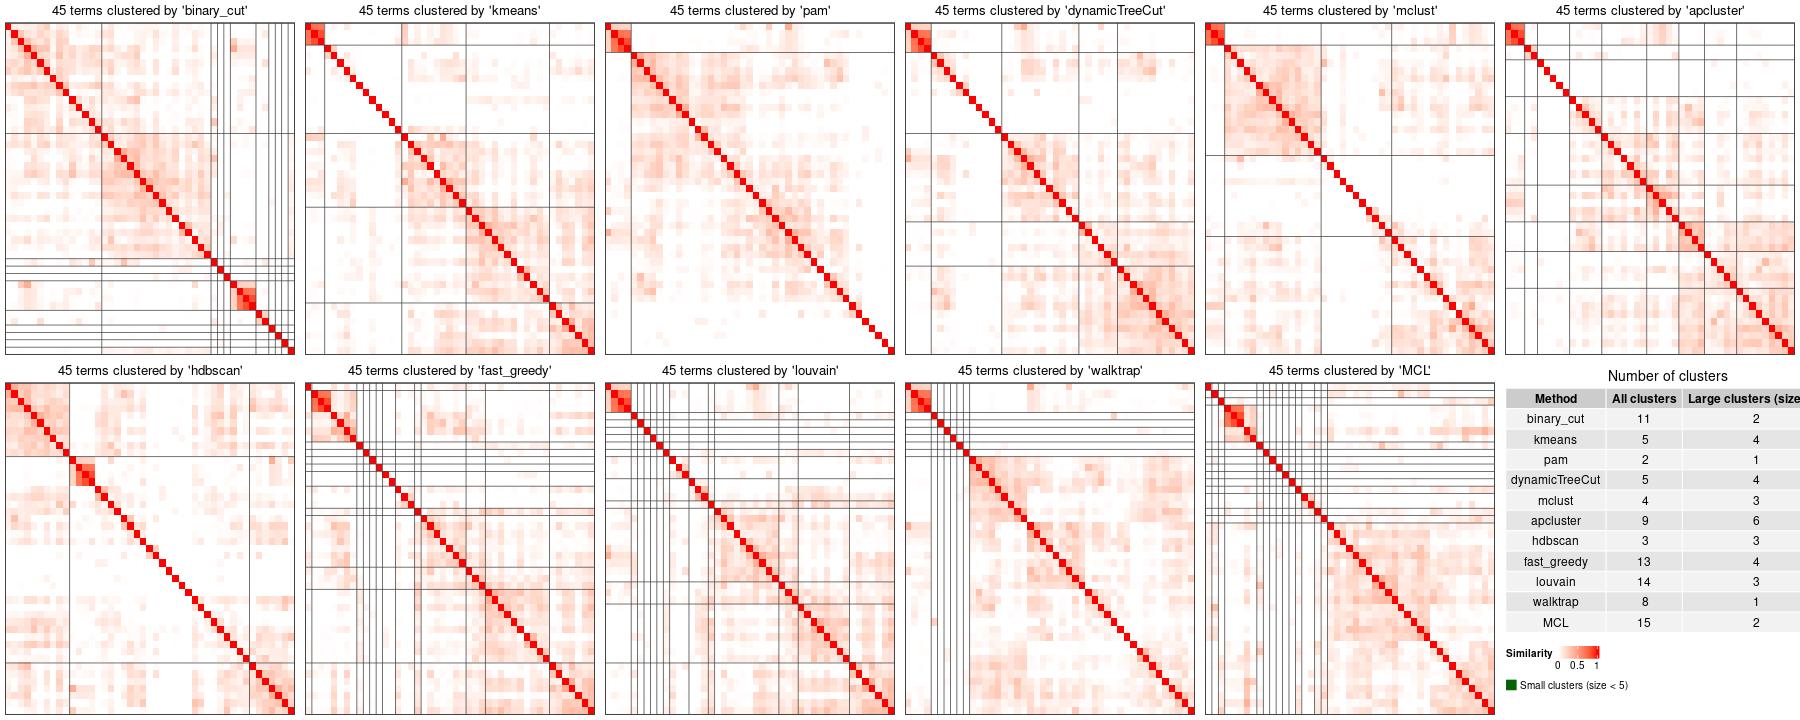 45 terms clustered by 'binary_cut'
45 terms clustered by 'kmeans'
45 terms clustered by 'pam'
45 terms clustered by 'dynamicTreeCut'
45 terms clustered by 'mclust'
45 terms clustered by 'apcluster'
45 terms clustered by 'hdbscan'
45 terms clustered by 'fast_greedy'
45 terms clustered by 'louvain'
45 terms clustered by 'walktrap'
45 terms clustered by 'MCL'
Number of clusters
Method All clusters Large clusters (size
binary_cut 11 2
kmeans 5 4
pam 2 1
dynamicTreeCut 5 4
mclust 4 3
apcluster 9 6
hdbscan 3 3
fast_greedy 13 4
louvain 14 3
walktrap 8 1
MCL 15 2
Similarity
0 0.5 1
Small clusters (size < 5)